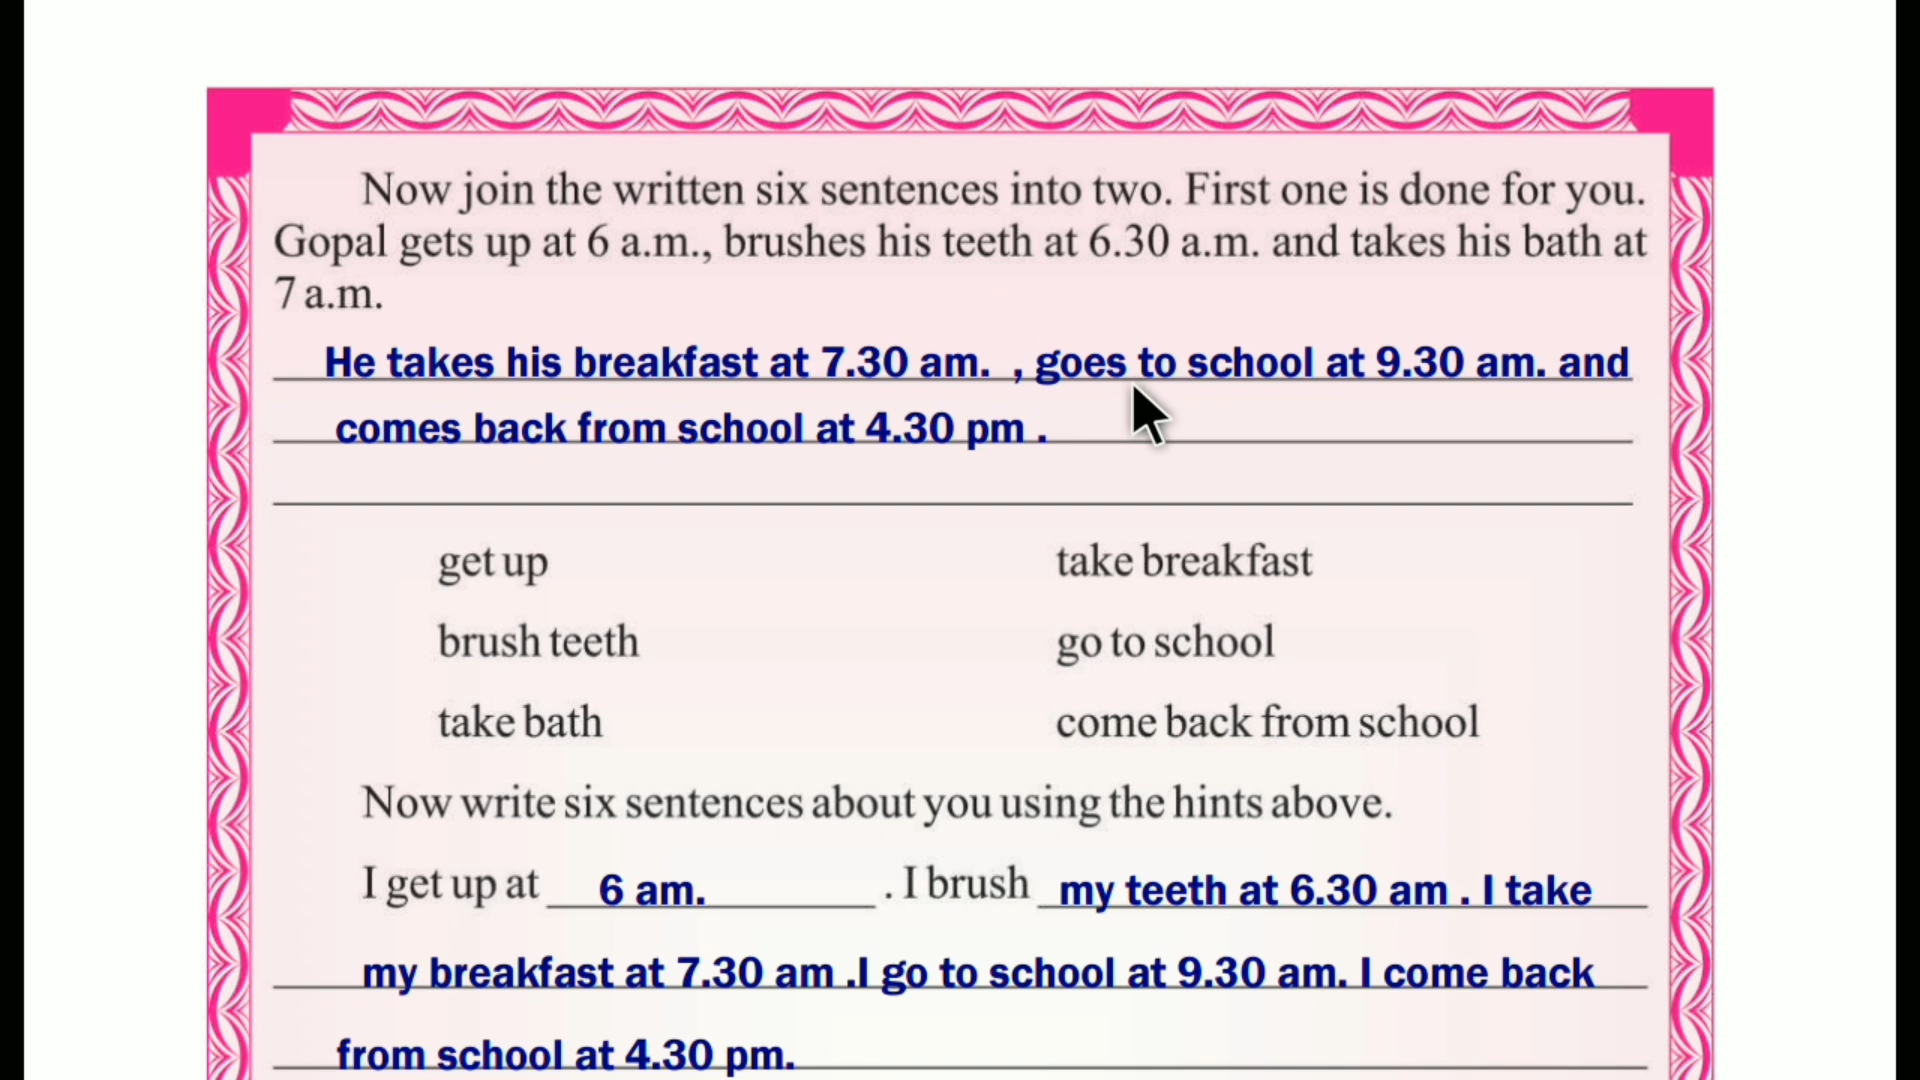 Now join the written six sentences into two. First one is done for you.
Gopal gets up at 6 a.m., brushes his teeth at 6.30 a.m. and takes his bath at
7 a.m.
He takes his breakfast at 7.30 am. , goes to school at 9.30 am. and
comes back from school at 4.30 pm .
get up take breakfast
brush teeth go to school
take bath come back from school
Now write six sentences about you using the hints above.
I get up at 6 am. . I brush my teeth at 6.30 am . I take
my breakfast at 7.30 am .I go to school at 9.30 am. I come back
from school at 4.30 pm.